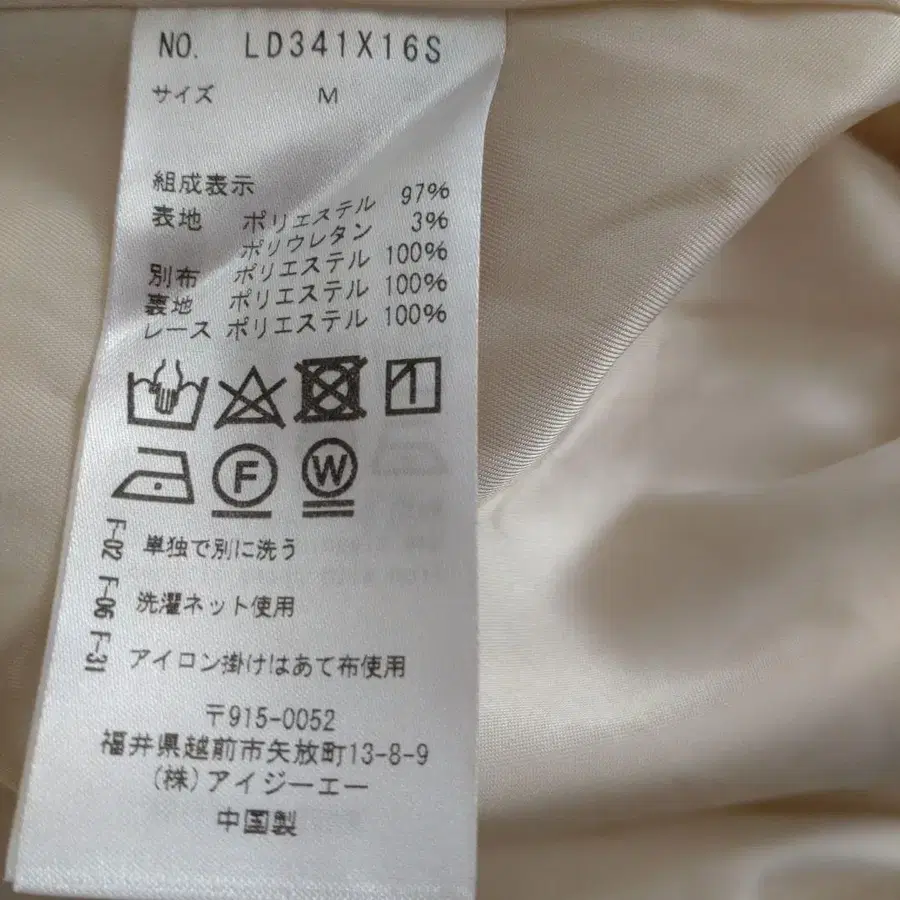 NO. LD341X16S
サイズ M
組成表示
表地 ポリエステル 97%
ポリウレタン 3%
別布 ポリエステル 100%
裏地 ポリエステル 100%
レース ポリエステル 100%
F
W
F-02 F-06 F-31
単独で別に洗う
洗濯ネット使用
アイロン掛けはあて布使用
〒915-0052
福井県越前市矢放町13-8-9
(株)アイジーエー
中国製